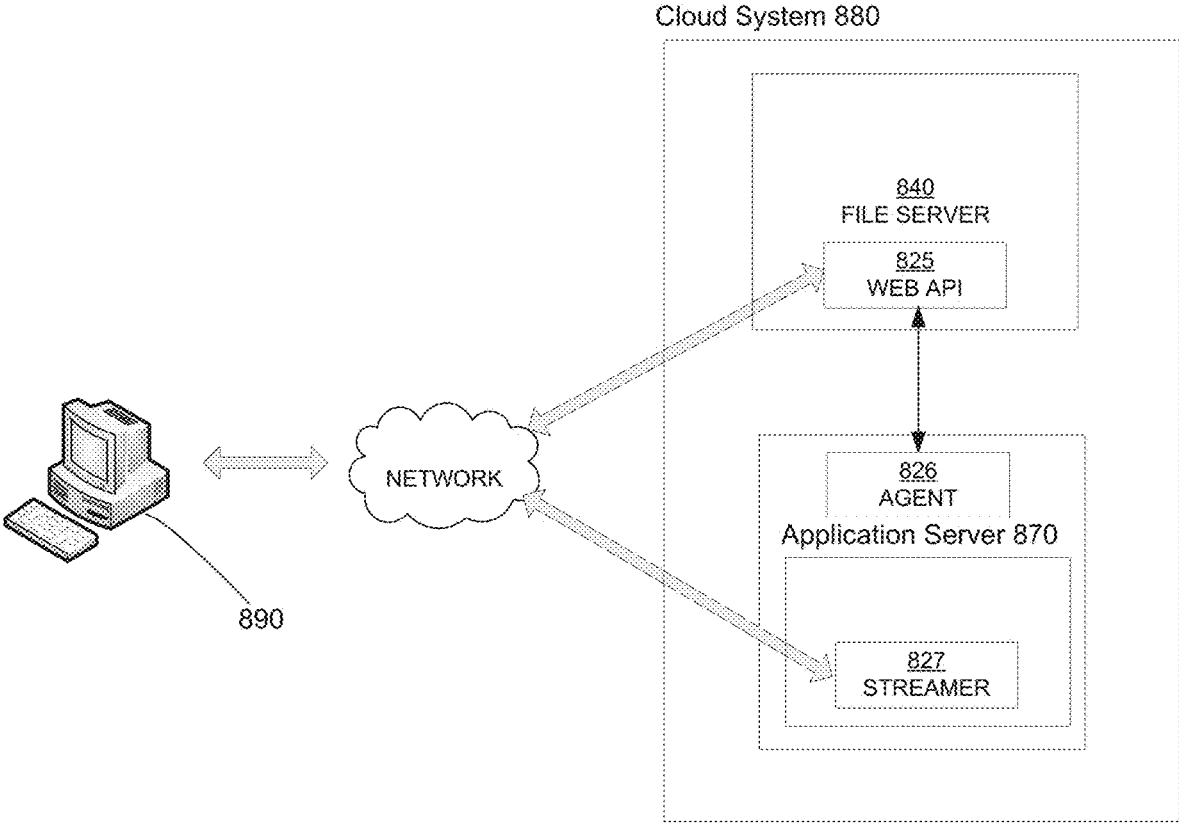 Cloud System 880
840
FILE SERVER
825
WEB API
NETWORK
826
AGENT
Application Server 870
890
827
STREAMER